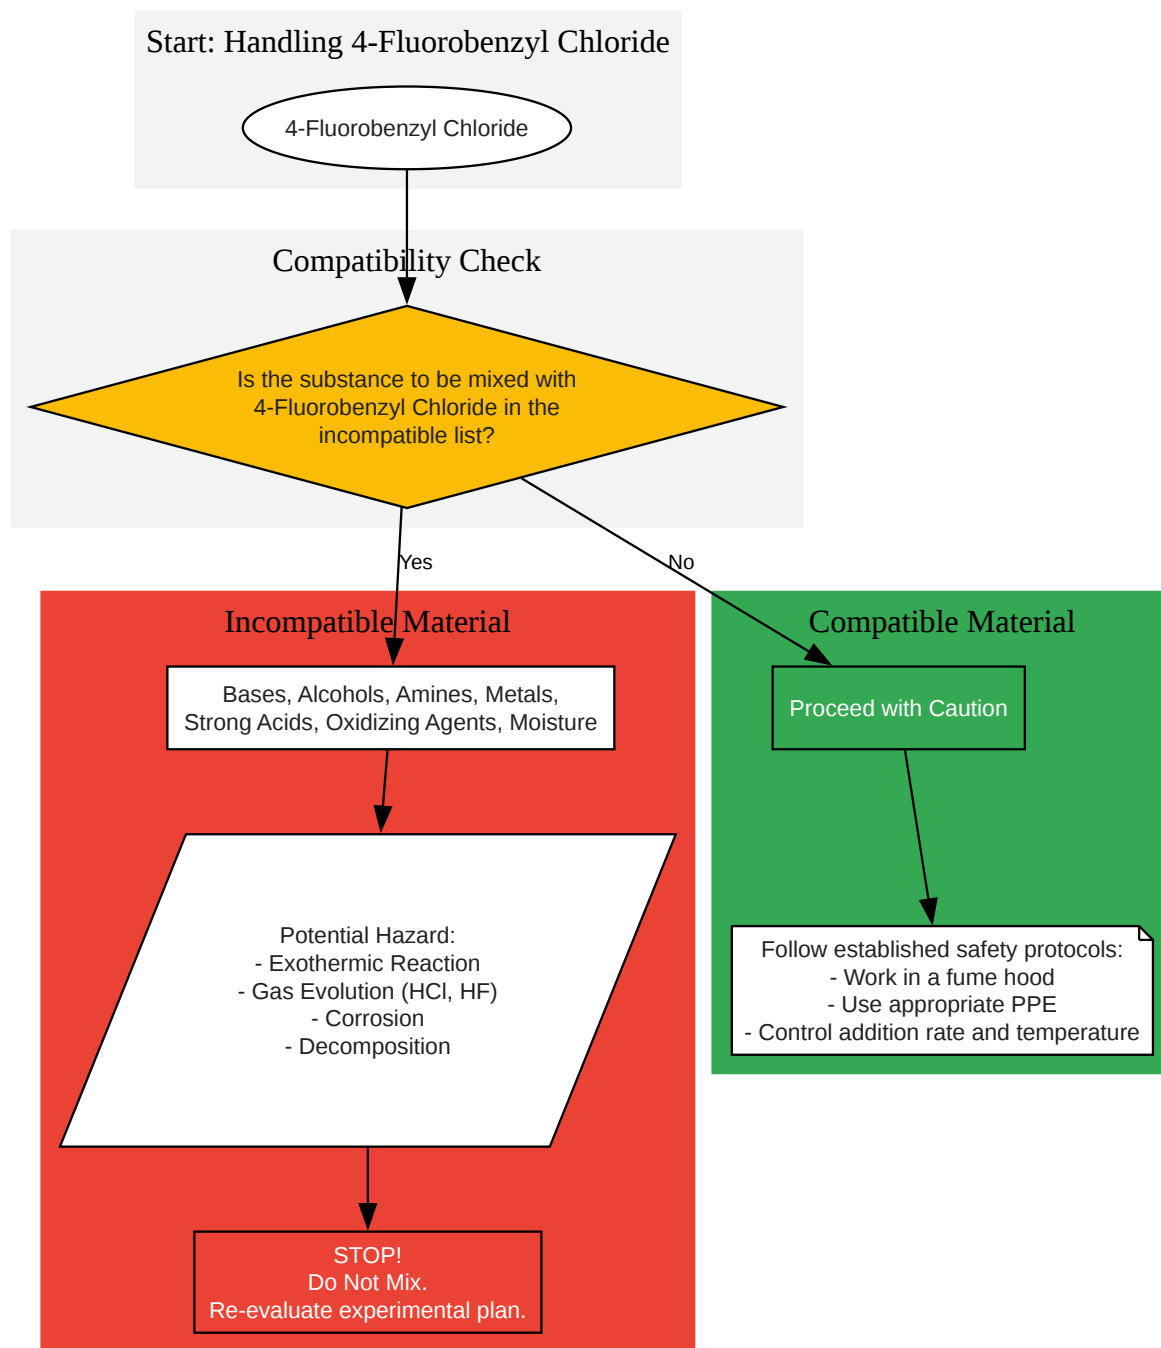 Start: Handling 4-Fluorobenzyl Chloride
4-Fluorobenzyl Chloride
Compatibility Check
Is the substance to be mixed with
4-Fluorobenzyl Chloride in the
incompatible list?
Yes
No
Incompatible Material
Bases, Alcohols, Amines, Metals,
Strong Acids, Oxidizing Agents, Moisture
Potential Hazard:
- Exothermic Reaction
- Gas Evolution (HCl, HF)
- Corrosion
- Decomposition
STOP!
Do Not Mix.
Re-evaluate experimental plan.
Compatible Material
Proceed with Caution
Follow established safety protocols:
- Work in a fume hood
- Use appropriate PPE
- Control addition rate and temperature